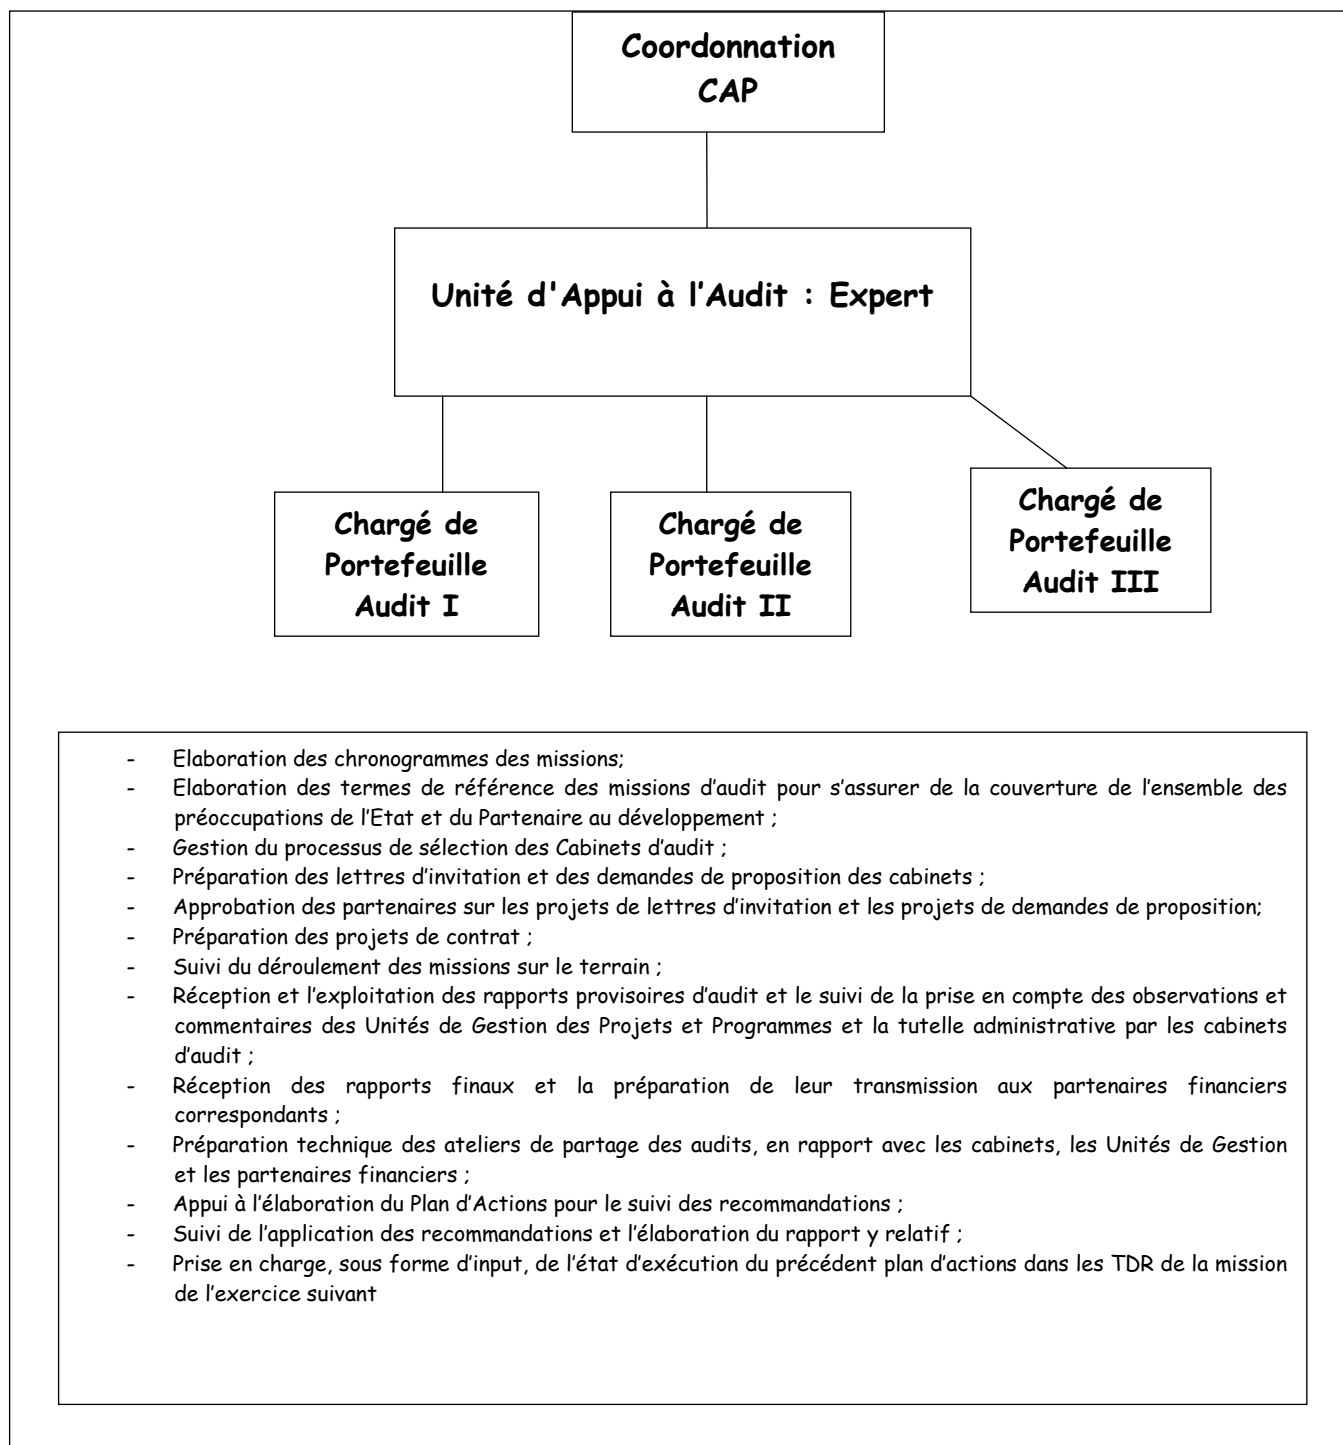 Coordonnation
CAP
Unité d'Appui à l’Audit : Expert
Chargé de
Portefeuille
Audit I
Chargé de
Portefeuille
Audit II
Chargé de
Portefeuille
Audit III
- Elaboration des chronogrammes des missions;
- Elaboration des termes de référence des missions d’audit pour s’assurer de la couverture de l’ensemble des
préoccupations de l’Etat et du Partenaire au développement ;
- Gestion du processus de sélection des Cabinets d’audit ;
- Préparation des lettres d’invitation et des demandes de proposition des cabinets ;
- Approbation des partenaires sur les projets de lettres d’invitation et les projets de demandes de proposition;
- Préparation des projets de contrat ;
- Suivi du déroulement des missions sur le terrain ;
- Réception et l’exploitation des rapports provisoires d’audit et le suivi de la prise en compte des observations et
commentaires des Unités de Gestion des Projets et Programmes et la tutelle administrative par les cabinets
d’audit ;
- Réception des rapports finaux et la préparation de leur transmission aux partenaires financiers
correspondants ;
- Préparation technique des ateliers de partage des audits, en rapport avec les cabinets, les Unités de Gestion
et les partenaires financiers ;
- Appui à l’élaboration du Plan d’Actions pour le suivi des recommandations ;
- Suivi de l’application des recommandations et l’élaboration du rapport y relatif ;
- Prise en charge, sous forme d’input, de l’état d’exécution du précédent plan d’actions dans les TDR de la mission
de l’exercice suivant